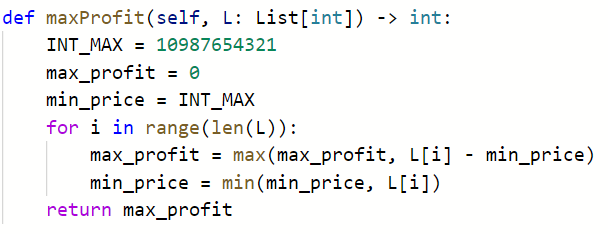 def maxProfit(self, L: List[int]) -> int:
    INT_MAX = 10987654321
    max_profit = 0
    min_price = INT_MAX
    for i in range(len(L)):
        max_profit = max(max_profit, L[i] - min_price)
        min_price = min(min_price, L[i])
    return max_profit